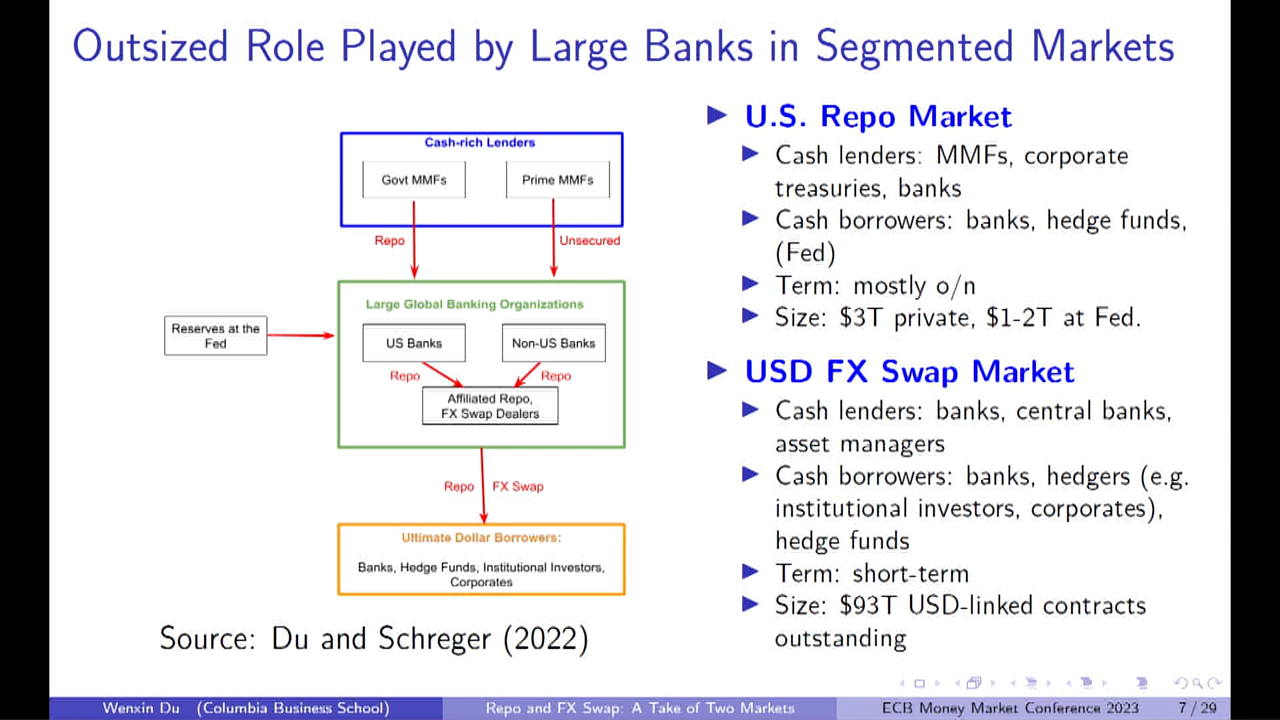 Outsized Role Played by Large Banks in Segmented Markets
Cash-rich Lenders
Govt MMFs
Prime MMFs
Repo
Unsecured
Large Global Banking Organizations
Reserves at the
Fed
US Banks
Non-US Banks
Repo
Repo
Affiliated Repo,
FX Swap Dealers
Repo
FX Swap
Ultimate Dollar Borrowers:
Banks, Hedge Funds, Institutional Investors,
Corporates
Source: Du and Schreger (2022)
U.S. Repo Market
Cash lenders: MMFs, corporate
treasuries, banks
Cash borrowers: banks, hedge funds,
(Fed)
Term: mostly o/n
Size: $3T private, $1-2T at Fed.
USD FX Swap Market
Cash lenders: banks, central banks,
asset managers
Cash borrowers: banks, hedgers (e.g.
institutional investors, corporates),
hedge funds
Term: short-term
Size: $93T USD-linked contracts
outstanding
Wenxin Du (Columbia Business School)
Repo and FX Swap: A Take of Two Markets
ECB Money Market Conference 2023
7 / 29